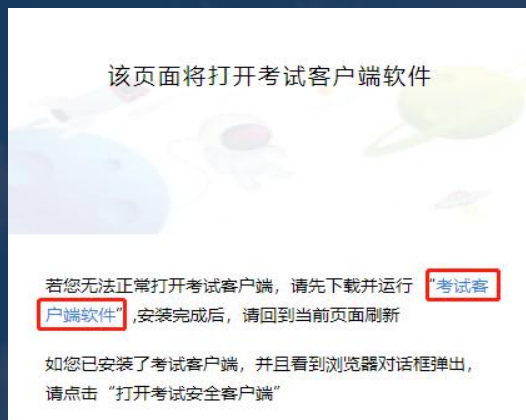 该页面将打开考试客户端软件
若您无法正常打开考试客户端，请先下载并运行 “考试客
户端软件”,安装完成后，请回到当前页面刷新
如您已安装了考试客户端，并且看到浏览器对话框弹出，
请点击“打开考试安全客户端”